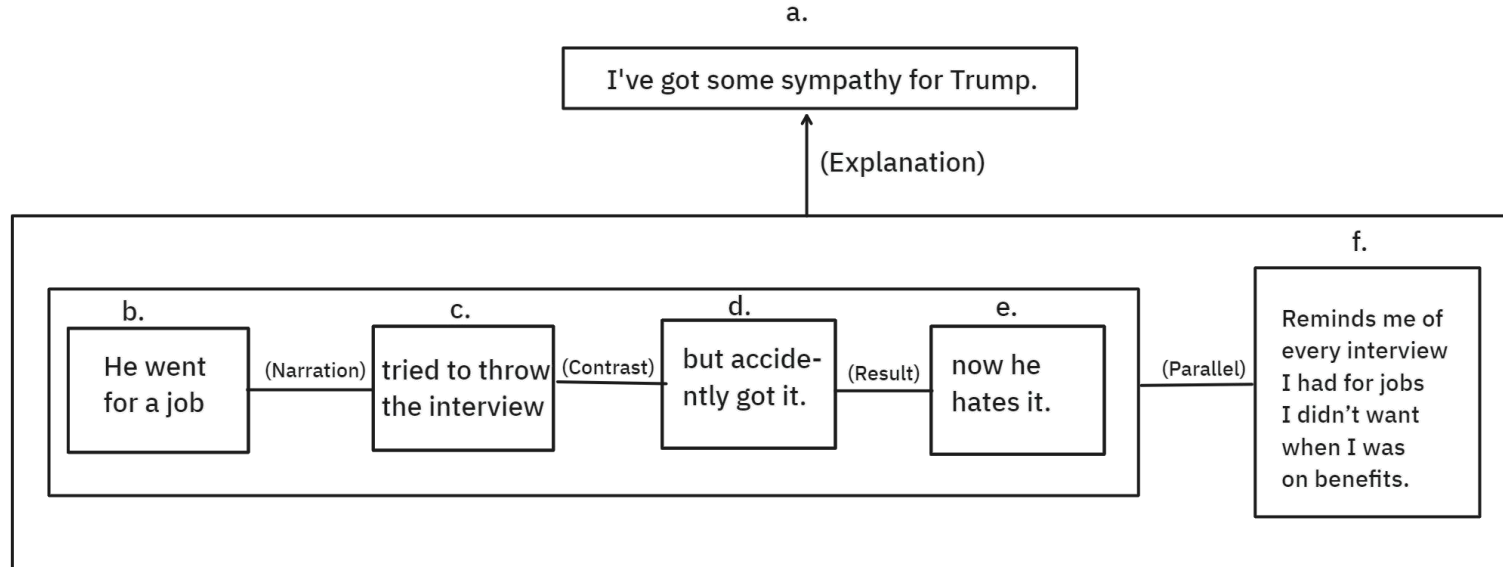 a.
I've got some sympathy for Trump.
(Explanation)
b.
He went
for a job
(Narration)
c.
tried to throw
the interview
(Contrast)
d.
but accide-
ntly got it.
(Result)
e.
now he
hates it.
(Parallel)
f.
Reminds me of
every interview
I had for jobs
I didn’t want
when I was
on benefits.